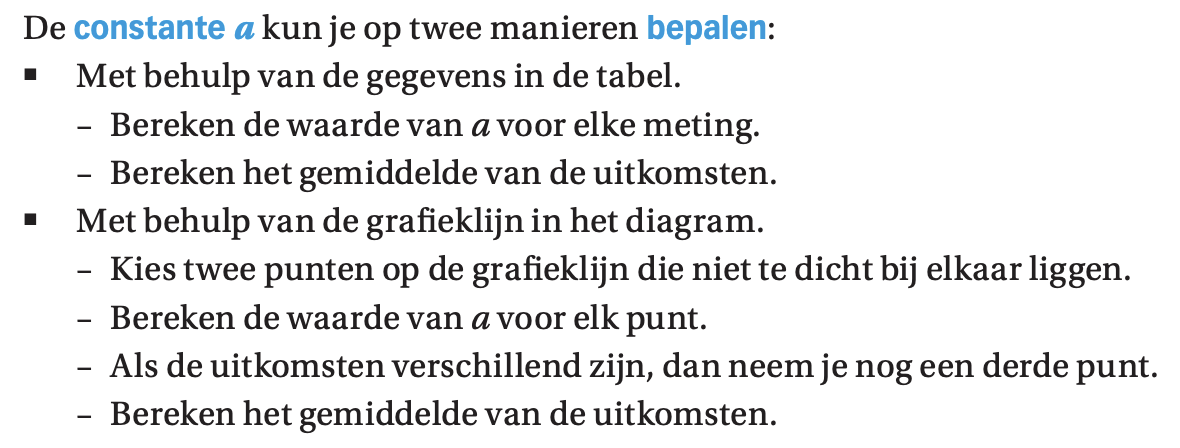 De constante a kun je op twee manieren bepalen:
▪ Met behulp van de gegevens in de tabel.
– Bereken de waarde van a voor elke meting.
– Bereken het gemiddelde van de uitkomsten.
▪ Met behulp van de grafieklijn in het diagram.
– Kies twee punten op de grafieklijn die niet te dicht bij elkaar liggen.
– Bereken de waarde van a voor elk punt.
– Als de uitkomsten verschillend zijn, dan neem je nog een derde punt.
– Bereken het gemiddelde van de uitkomsten.